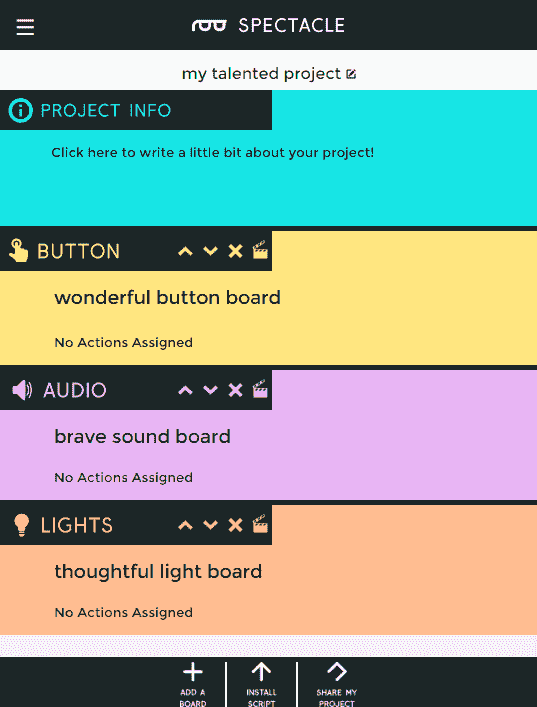 SPECTACLE
my talented project
PROJECT INFO
Click here to write a little bit about your project!
BUTTON
wonderful button board
No Actions Assigned
AUDIO
brave sound board
No Actions Assigned
LIGHTS
thoughtful light board
No Actions Assigned
ADD A
BOARD
INSTALL
SCRIPT
SHARE MY
PROJECT